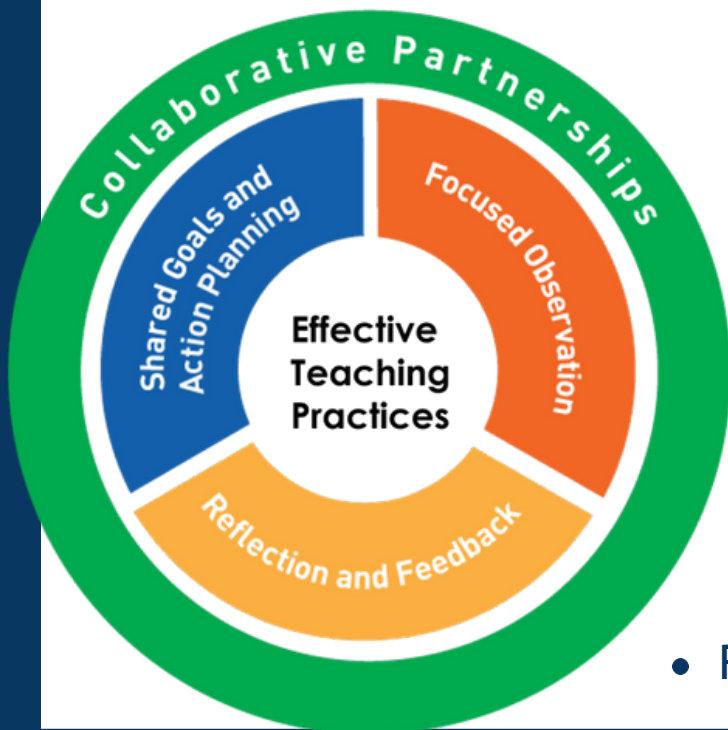 Collaborative Partnerships
Shared Goals and
Action Planning
Focused Observation
Effective
Teaching
Practices
Reflection and Feedback